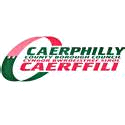 CAERPHILLY
COUNTY BOROUGH COUNCIL
CYNGOR BWRDEISTREF SIROL
CAERFFILI